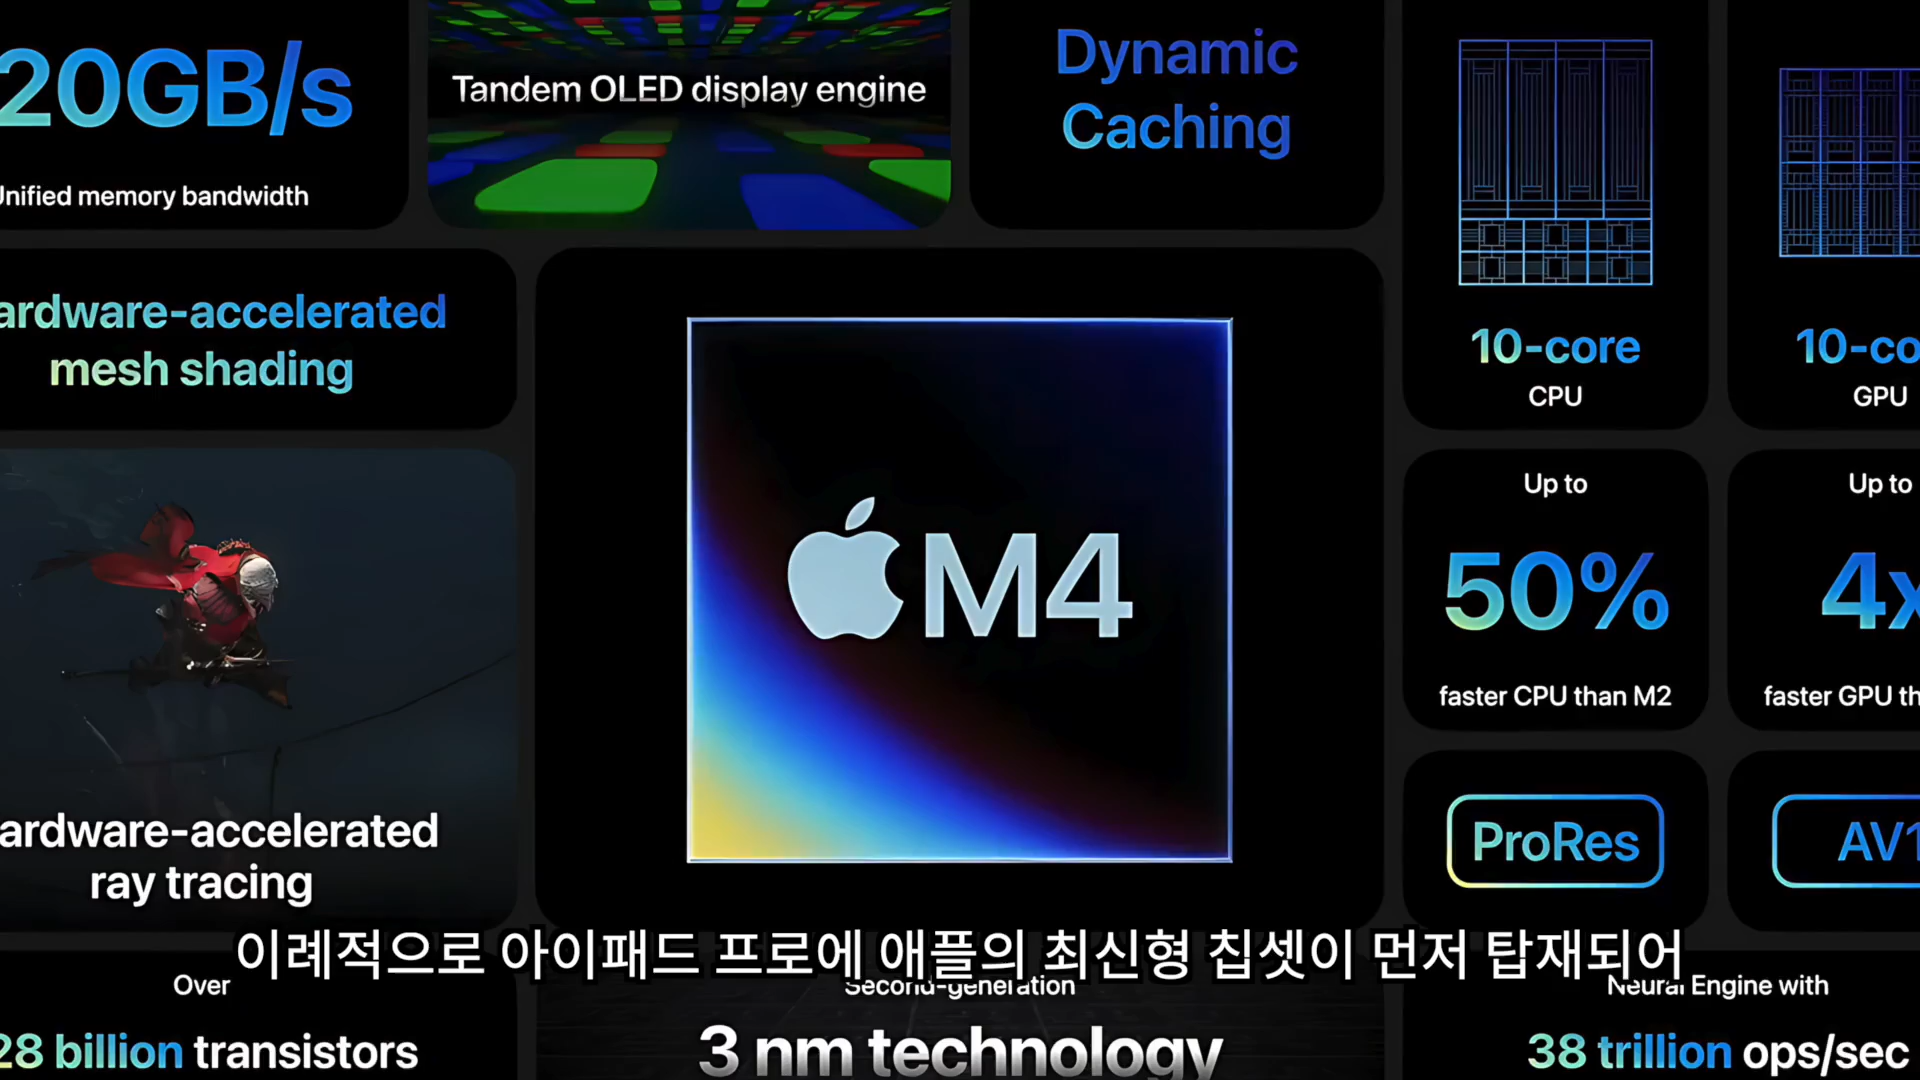 20GB/s
Unified memory bandwidth
Tandem OLED display engine
Dynamic
Caching
10-core
CPU
10-co
GPU
ardware-accelerated
mesh shading
M4
Up to
50%
faster CPU than M2
Up to
4x
faster GPU th
ardware-accelerated
ray tracing
ProRes
AV1
이례적으로 아이패드 프로에 애플의 최신형 칩셋이 먼저 탑재되어
Over
28 billion transistors
Second-generation
3 nm technology
Neural Engine with
38 trillion ops/sec